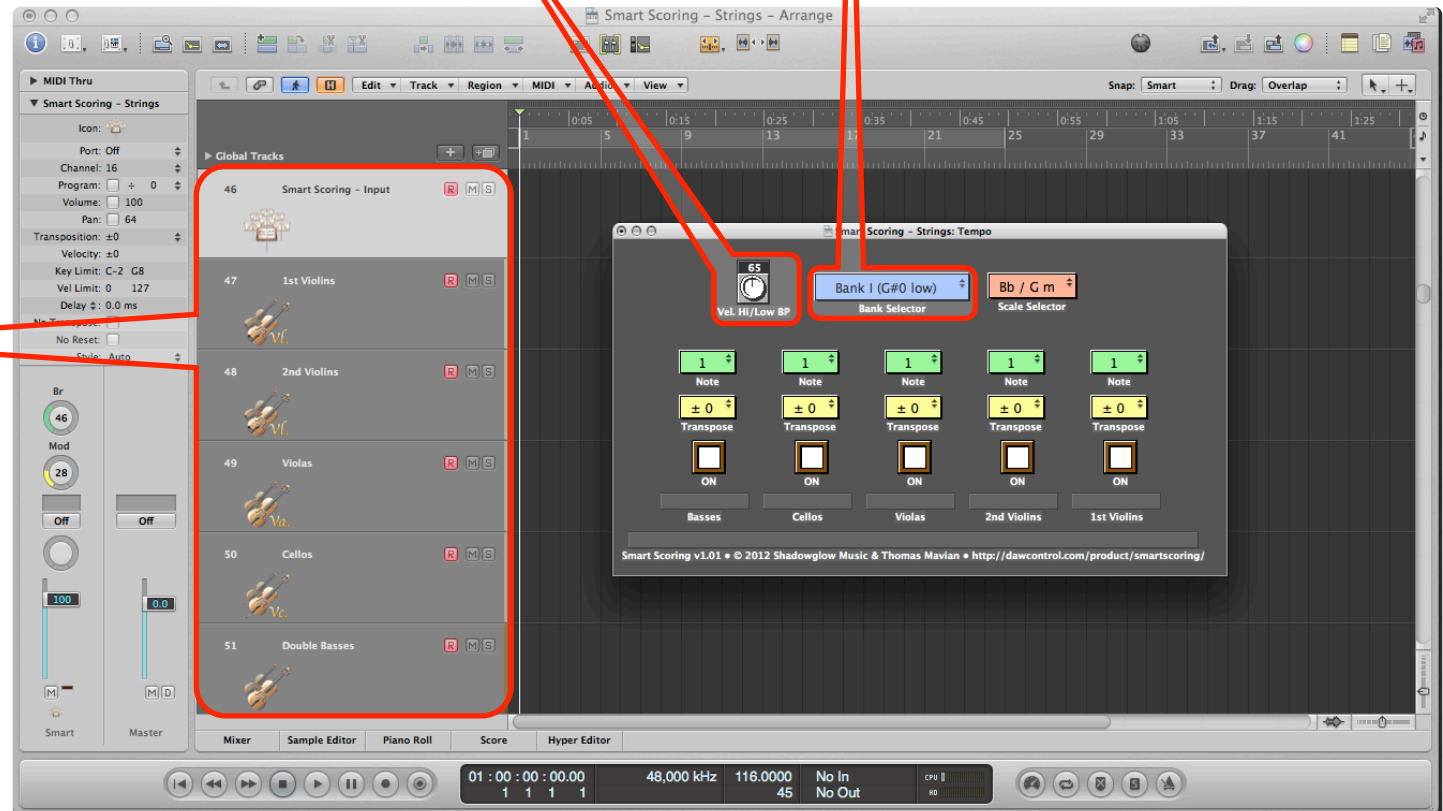 Smart Scoring – Strings – Arrange
MIDI Thru
Smart Scoring – Strings
Icon:
Port: Off
Channel: 16
Program: ÷ 0
Volume: 100
Pan: 64
Transposition: ±0
Velocity: ±0
Key Limit: C-2 G8
Vel Limit: 0 127
Delay 0.0 ms
No Reset:
Style: Auto
Br
46
Mod
28
Off Off
100 0.0
M M D
Smart Master
Edit Track Region MIDI Audio View
Snap: Smart Drag: Overlap
Global Tracks
0:05 0:15 0:25 0:35 0:45 0:55 1:05 1:15 1:25
1 5 9 13 17 21 25 29 33 37 41
46 Smart Scoring – Input R M S
47 1st Violins R M S
Vl.
48 2nd Violins R M S
Vl.
49 Violas R M S
Va.
50 Cellos R M S
Vc.
51 Double Basses R M S
Smart Scoring – Strings: Tempo
65
Vel. Hi/Low BP
Bank I (G#0 low)
Bank Selector
Bb / G m
Scale Selector
1 1 1 1 1
Note Note Note Note Note
± 0 ± 0 ± 0 ± 0 ± 0
Transpose Transpose Transpose Transpose Transpose
ON ON ON ON ON
Basses Cellos Violas 2nd Violins 1st Violins
Smart Scoring v1.01 • © 2012 Shadowglow Music & Thomas Mavian • http://dawcontrol.com/product/smartscoring/
Mixer Sample Editor Piano Roll Score Hyper Editor
01 : 00 : 00 : 00.00 48,000 kHz 116.0000 No In CPU
1 1 1 1 45 No Out HD